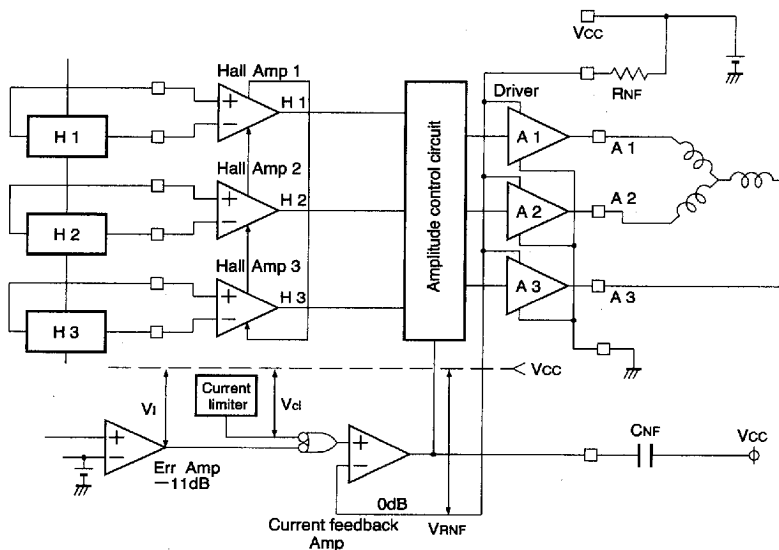 Vcc
RNF
Hall Amp 1
H 1
Driver
H 1
A 1
A 1
Hall Amp 2
H 2
Amplitude control circuit
A 2
A 2
H 2
Hall Amp 3
H 3
A 3
A 3
H 3
Vcc
VI
Current
limiter
Vcl
CNF
Vcc
Err Amp
−11dB
0dB
VRNF
Current feedback
Amp
+
−
+
−
+
−
+
−
+
−